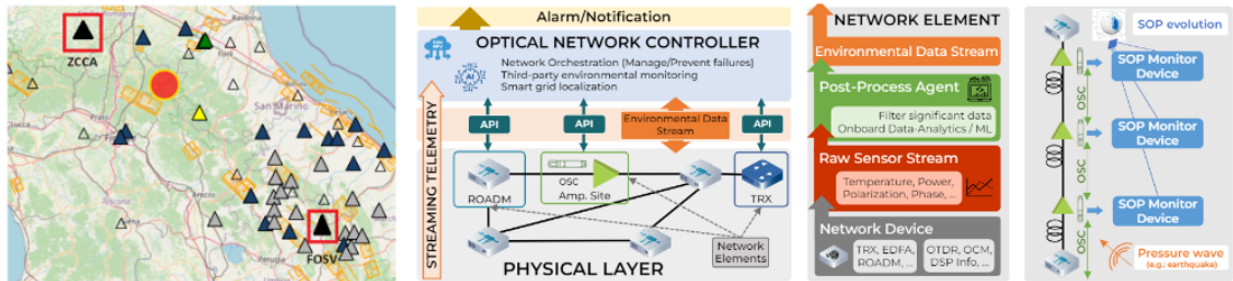 ZCCA
San Marino
Perugia
FOSV
Alarm/Notification
OPTICAL NETWORK CONTROLLER
Network Orchestration (Manage/Prevent failures)
Third-party environmental monitoring
Smart grid localization
AI
STREAMING TELEMETRY
API
API
Environmental Data
Stream
API
ROADM
OSC
Amp. Site
TRX
Network
Elements
PHYSICAL LAYER
NETWORK ELEMENT
Environmental Data Stream
Post-Process Agent
Filter significant data
Onboard Data-Analytics / ML
Raw Sensor Stream
Temperature, Power,
Polarization, Phase, ...
Network Device
TRX, EDFA,
ROADM, ...
OTDR, OCM,
DSP Info, ...
SOP evolution
OSC
SOP Monitor
Device
OSC
SOP Monitor
Device
SOP Monitor
Device
OSC
Pressure wave
(e.g.: earthquake)